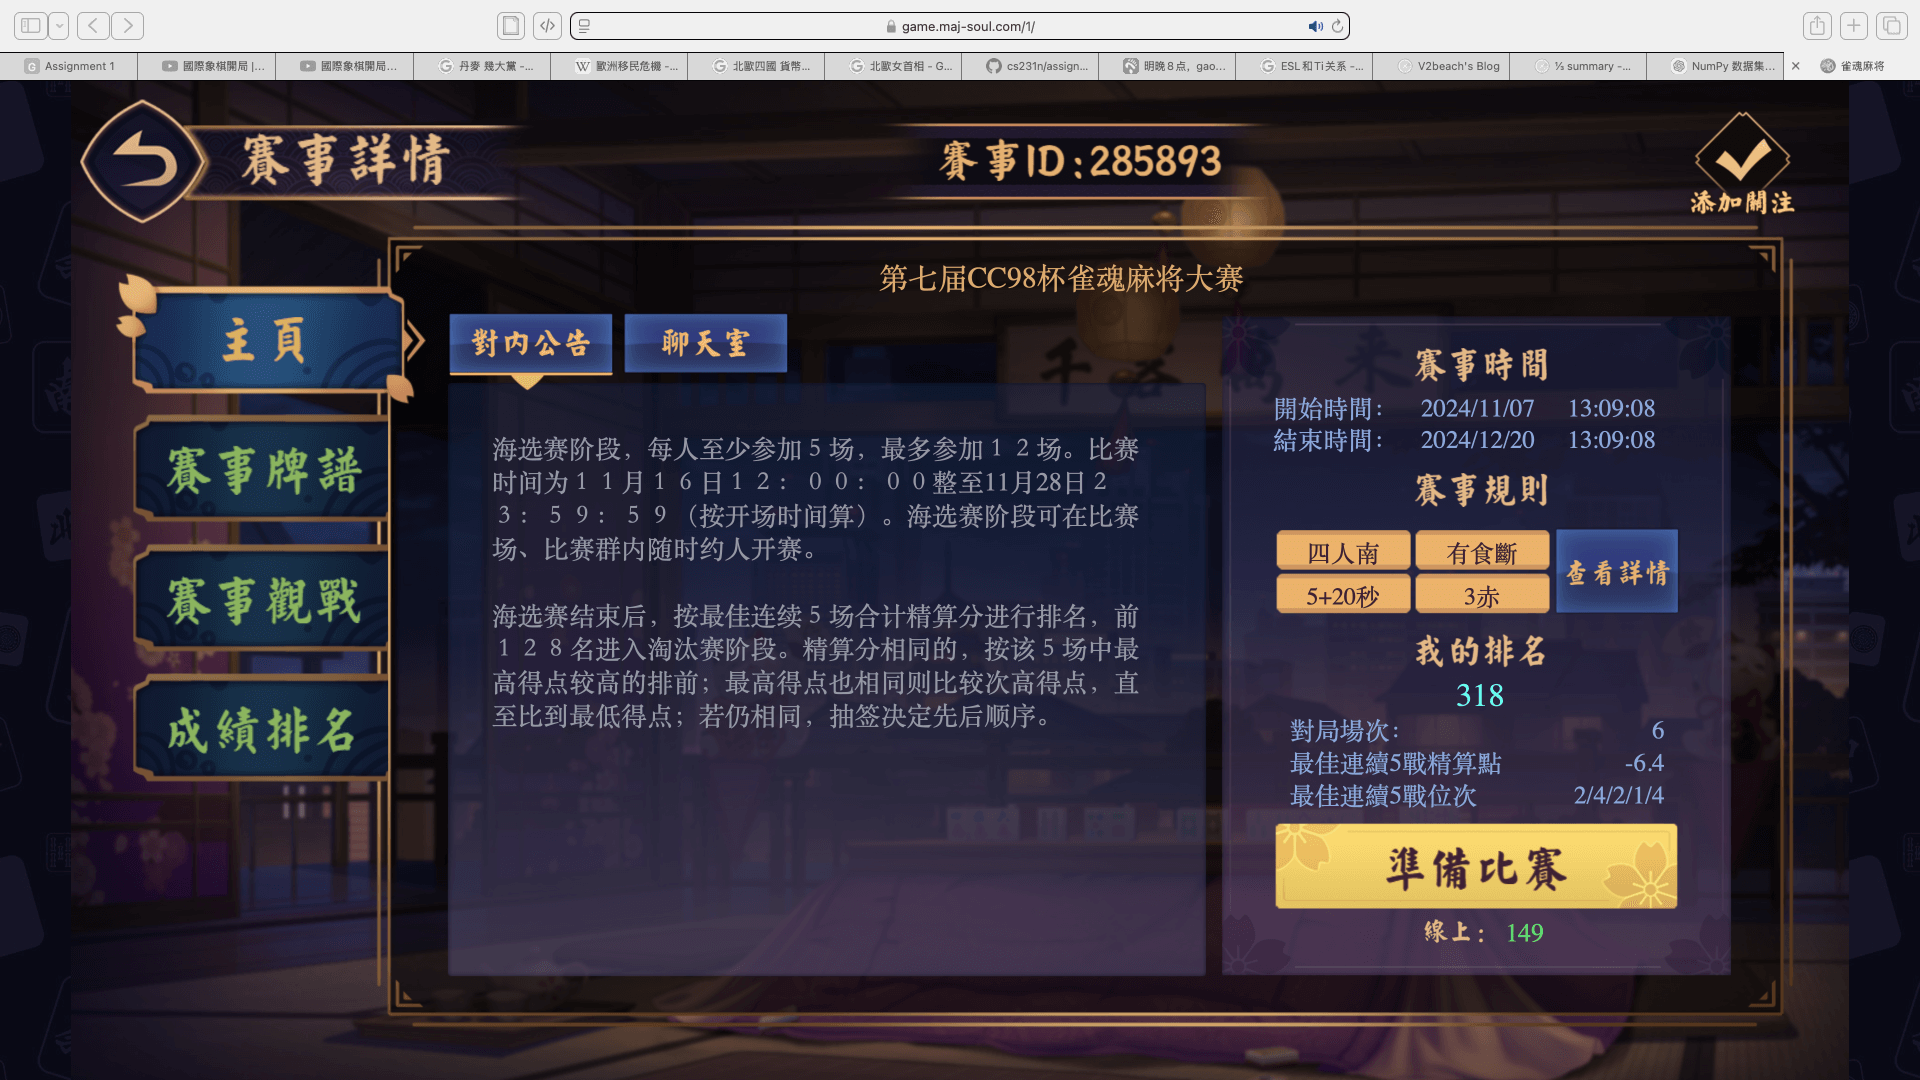 game.maj-soul.com/1/
Assignment 1
國際象棋開局 |...
國際象棋開局...
丹麥 幾大黨 -...
歐洲移民危機 -...
北歐四國 貨幣...
北歐女首相 - G...
cs231n/assign...
明晚８点，gao...
ESL和Ti关系 -...
V2beach's Blog
⅓ summary -...
NumPy 数据集...
雀魂麻将
賽事詳情
賽事ID:285893
添加關注
第七届CC98杯雀魂麻将大赛
主頁
賽事牌譜
賽事觀戰
成績排名
對内公告
聊天室
海选赛阶段，每人至少参加５场，最多参加１２场。比赛
时间为１１月１６日１２：００：００整至11月28日２
３：５９：５９（按开场时间算）。海选赛阶段可在比赛
场、比赛群内随时约人开赛。
海选赛结束后，按最佳连续５场合计精算分进行排名，前
１２８名进入淘汰赛阶段。精算分相同的，按该５场中最
高得点较高的排前；最高得点也相同则比较次高得点，直
至比到最低得点；若仍相同，抽签决定先后顺序。
賽事時間
開始時間： 2024/11/07 13:09:08
結束時間： 2024/12/20 13:09:08
賽事規則
四人南 有食斷
5+20秒 3赤
查看詳情
我的排名
318
對局場次： 6
最佳連續5戰精算點 -6.4
最佳連續5戰位次 2/4/2/1/4
準備比賽
線上： 149